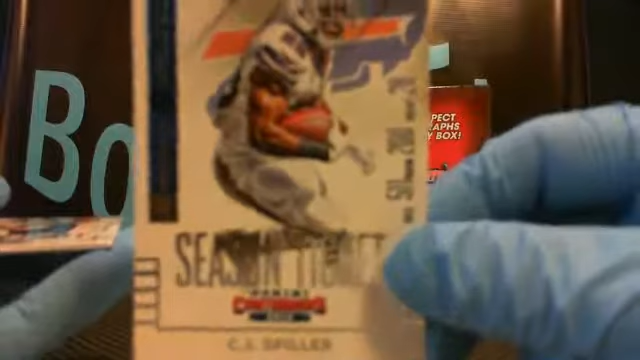 Bo
PECT
APHS
Y BOX!
SEASON TICKET
PANINI
CONTENDERS
C.J. SPILLER